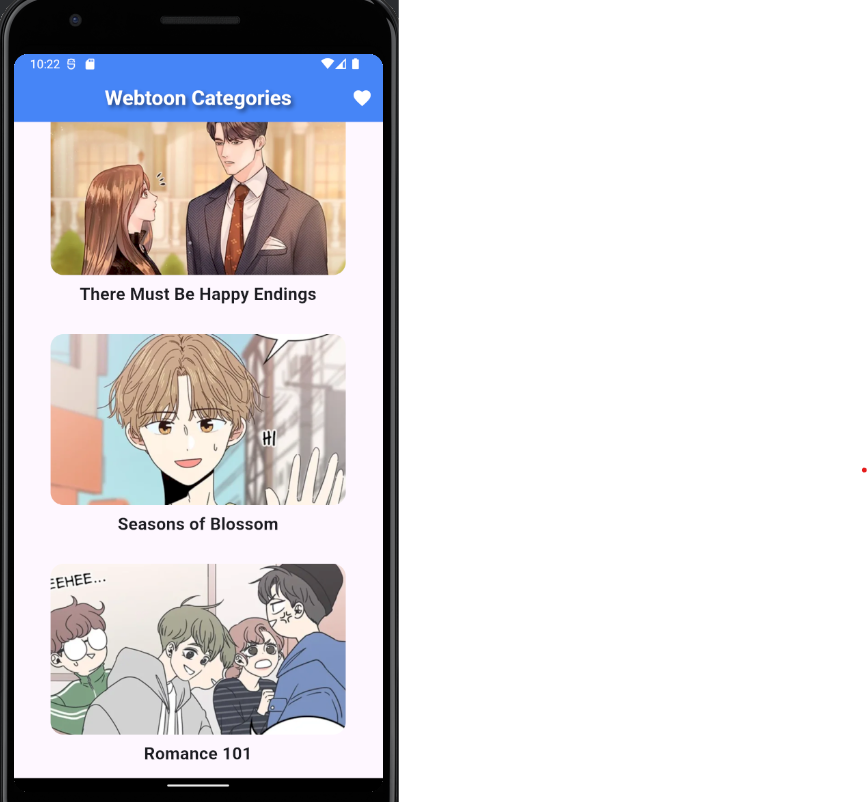 10:22
Webtoon Categories
There Must Be Happy Endings
HI
Seasons of Blossom
EEHEE...
Romance 101